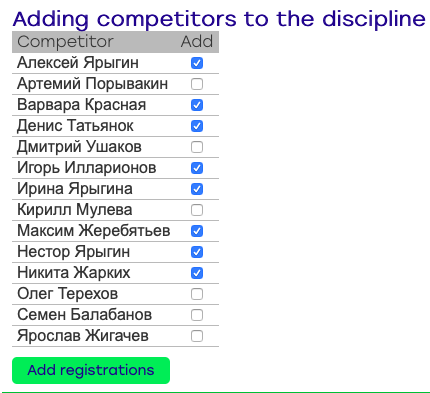 Adding competitors to the discipline
Competitor Add
Алексей Ярыгин
Артемий Порывакин
Варвара Красная
Денис Татьянок
Дмитрий Ушаков
Игорь Илларионов
Ирина Ярыгина
Кирилл Мулева
Максим Жеребятьев
Нестор Ярыгин
Никита Жарких
Олег Терехов
Семен Балабанов
Ярослав Жигачев
Add registrations